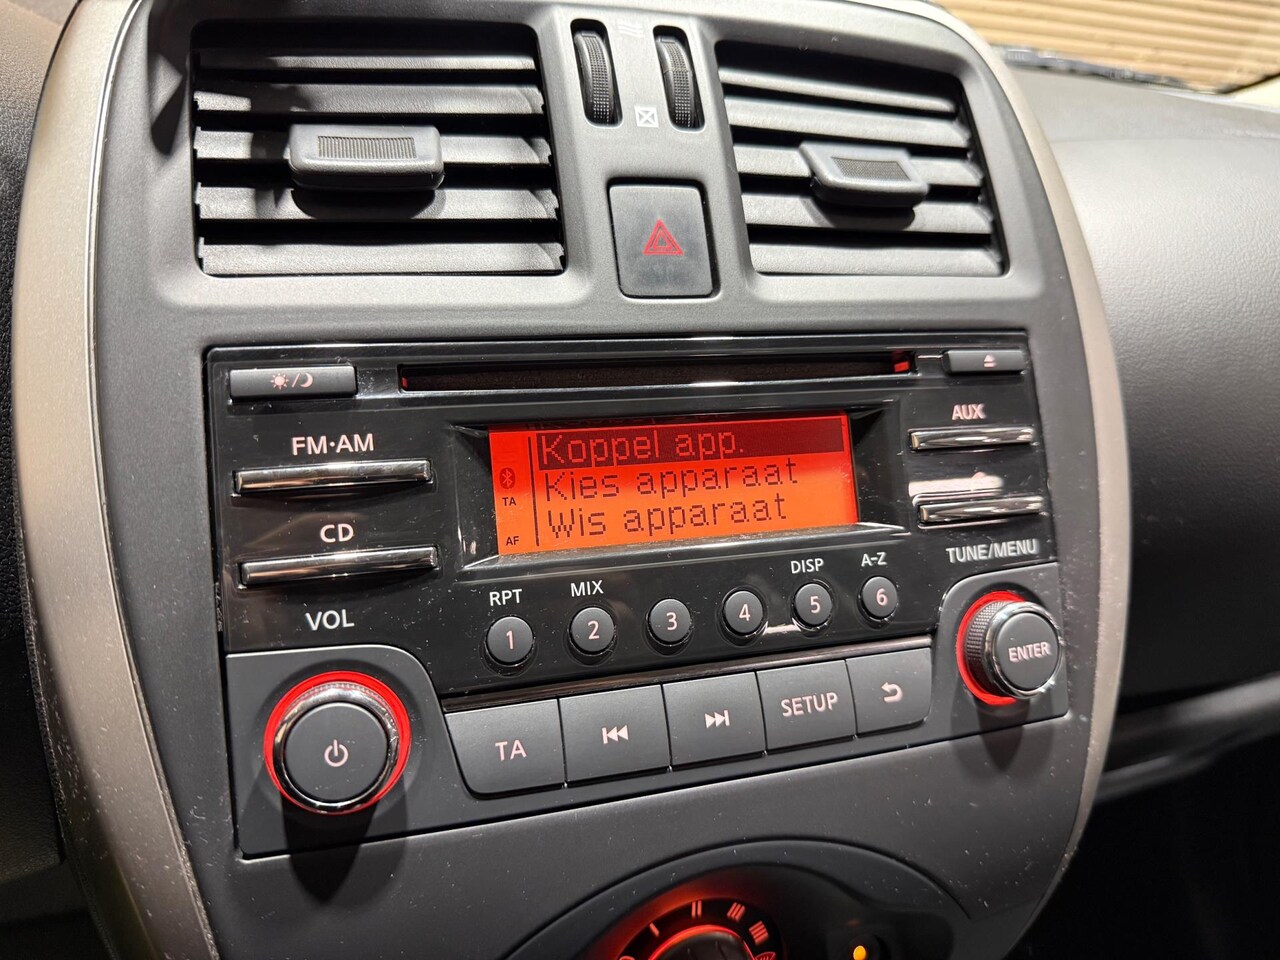 FM·AM
CD
VOL
Koppel app.
Kies apparaat
Wis apparaat
TA
AF
AUX
TUNE/MENU
ENTER
RPT
MIX
DISP
A-Z
1
2
3
4
5
6
TA
SETUP